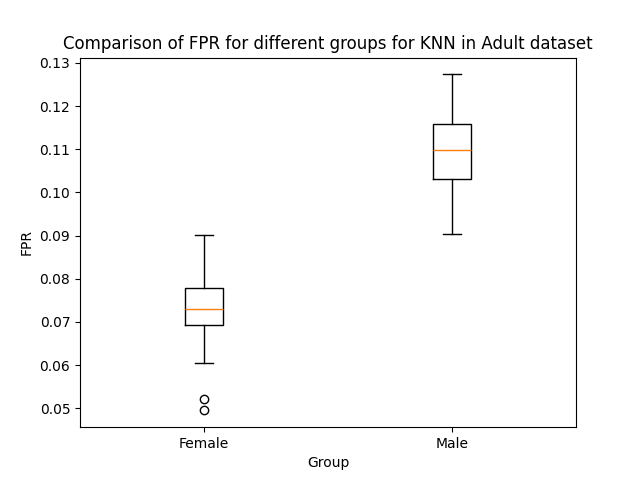 Comparison of FPR for different groups for KNN in Adult dataset
0.13
0.12
0.11
0.10
0.09
0.08
0.07
0.06
0.05
FPR
Female
Male
Group